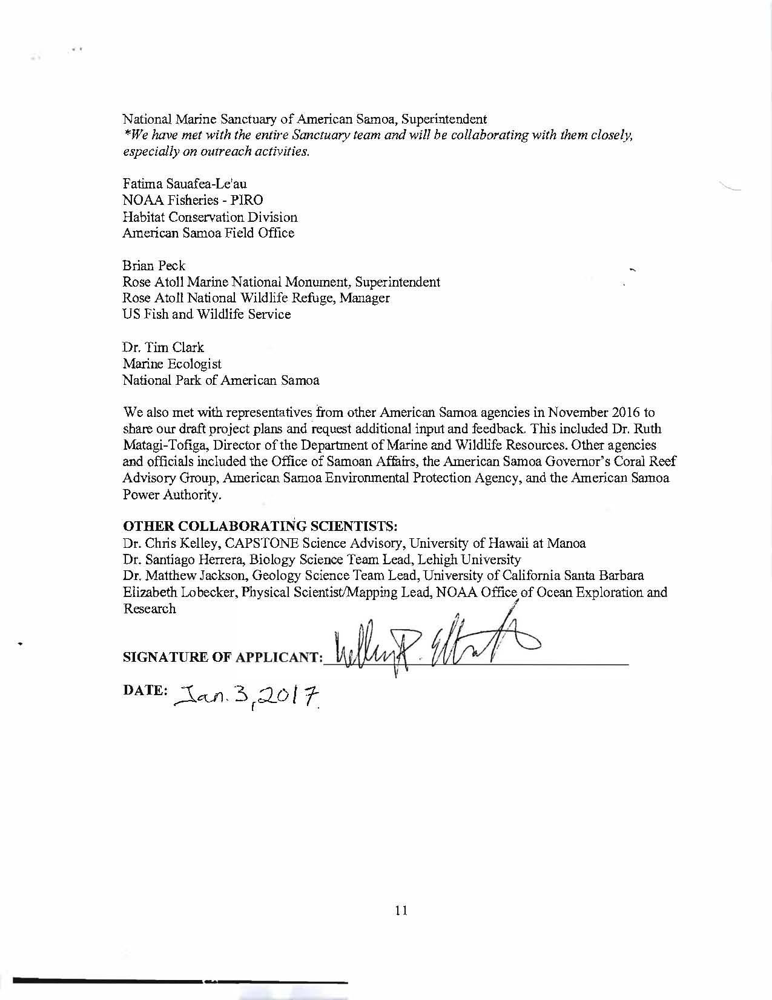 National Marine Sanctuary of American Samoa, Superintendent
*We have met with the entire Sanctuary team and will be collaborating with them closely,
especially on outreach activities.
Fatima Sauafea-Le'au
NOAA Fisheries - PIRO
Habitat Conservation Division
American Samoa Field Office
Brian Peck
Rose Atoll Marine National Monument, Superintendent
Rose Atoll National Wildlife Refuge, Manager
US Fish and Wildlife Service
Dr. Tim Clark
Marine Ecologist
National Park of American Samoa
We also met with representatives from other American Samoa agencies in November 2016 to
share our draft project plans and request additional input and feedback. This included Dr. Ruth
Matagi-Tofiga, Director of the Department of Marine and Wildlife Resources. Other agencies
and officials included the Office of Samoan Affairs, the American Samoa Governor's Coral Reef
Advisory Group, American Samoa Environmental Protection Agency, and the American Samoa
Power Authority.
OTHER COLLABORATING SCIENTISTS:
Dr. Chris Kelley, CAPSTONE Science Advisory, University of Hawaii at Manoa
Dr. Santiago Herrera, Biology Science Team Lead, Lehigh University
Dr. Matthew Jackson, Geology Science Team Lead, University of California Santa Barbara
Elizabeth Lobecker, Physical Scientist/Mapping Lead, NOAA Office of Ocean Exploration and
Research
SIGNATURE OF APPLICANT:
DATE: Jan. 3, 2017
11